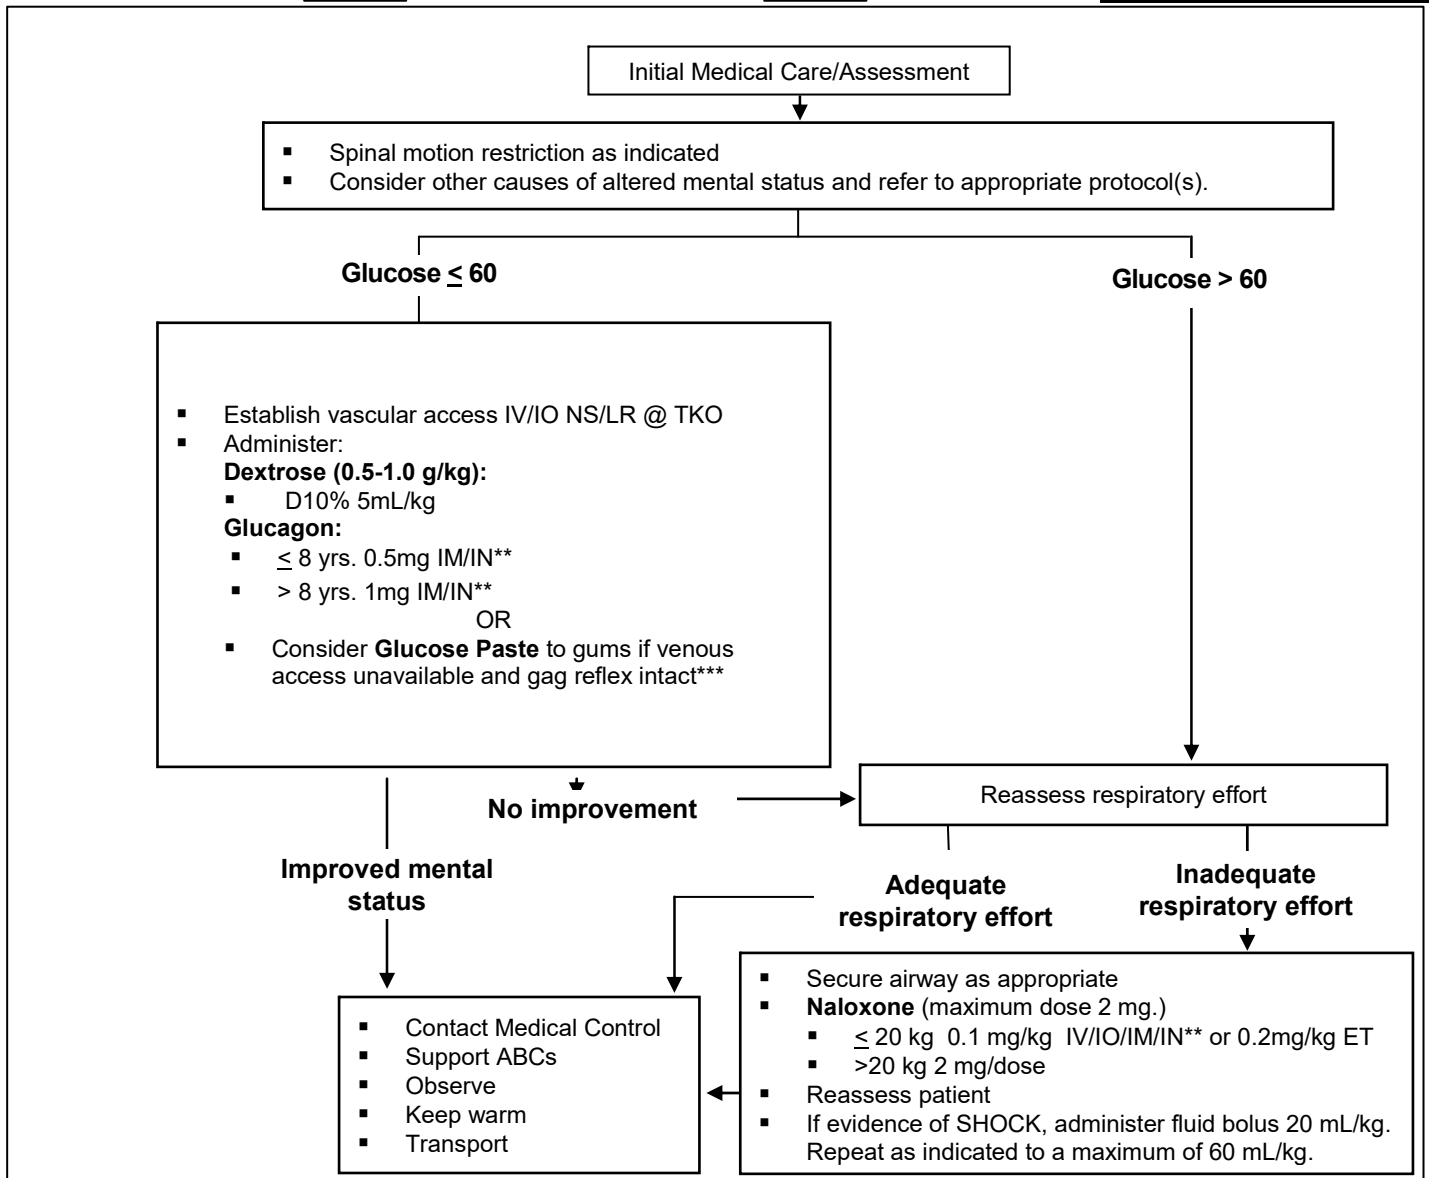 Initial Medical Care/Assessment
▪ Spinal motion restriction as indicated
▪ Consider other causes of altered mental status and refer to appropriate protocol(s).
Glucose ≤ 60
Glucose > 60
▪ Establish vascular access IV/IO NS/LR @ TKO
▪ Administer:
Dextrose (0.5-1.0 g/kg):
▪ D10% 5mL/kg
Glucagon:
▪ ≤ 8 yrs. 0.5mg IM/IN**
▪ > 8 yrs. 1mg IM/IN**
OR
▪ Consider Glucose Paste to gums if venous
access unavailable and gag reflex intact***
No improvement
Reassess respiratory effort
Improved mental
status
Adequate
respiratory effort
Inadequate
respiratory effort
▪ Contact Medical Control
▪ Support ABCs
▪ Observe
▪ Keep warm
▪ Transport
▪ Secure airway as appropriate
▪ Naloxone (maximum dose 2 mg.)
▪ ≤ 20 kg 0.1 mg/kg IV/IO/IM/IN** or 0.2mg/kg ET
▪ >20 kg 2 mg/dose
▪ Reassess patient
▪ If evidence of SHOCK, administer fluid bolus 20 mL/kg.
Repeat as indicated to a maximum of 60 mL/kg.